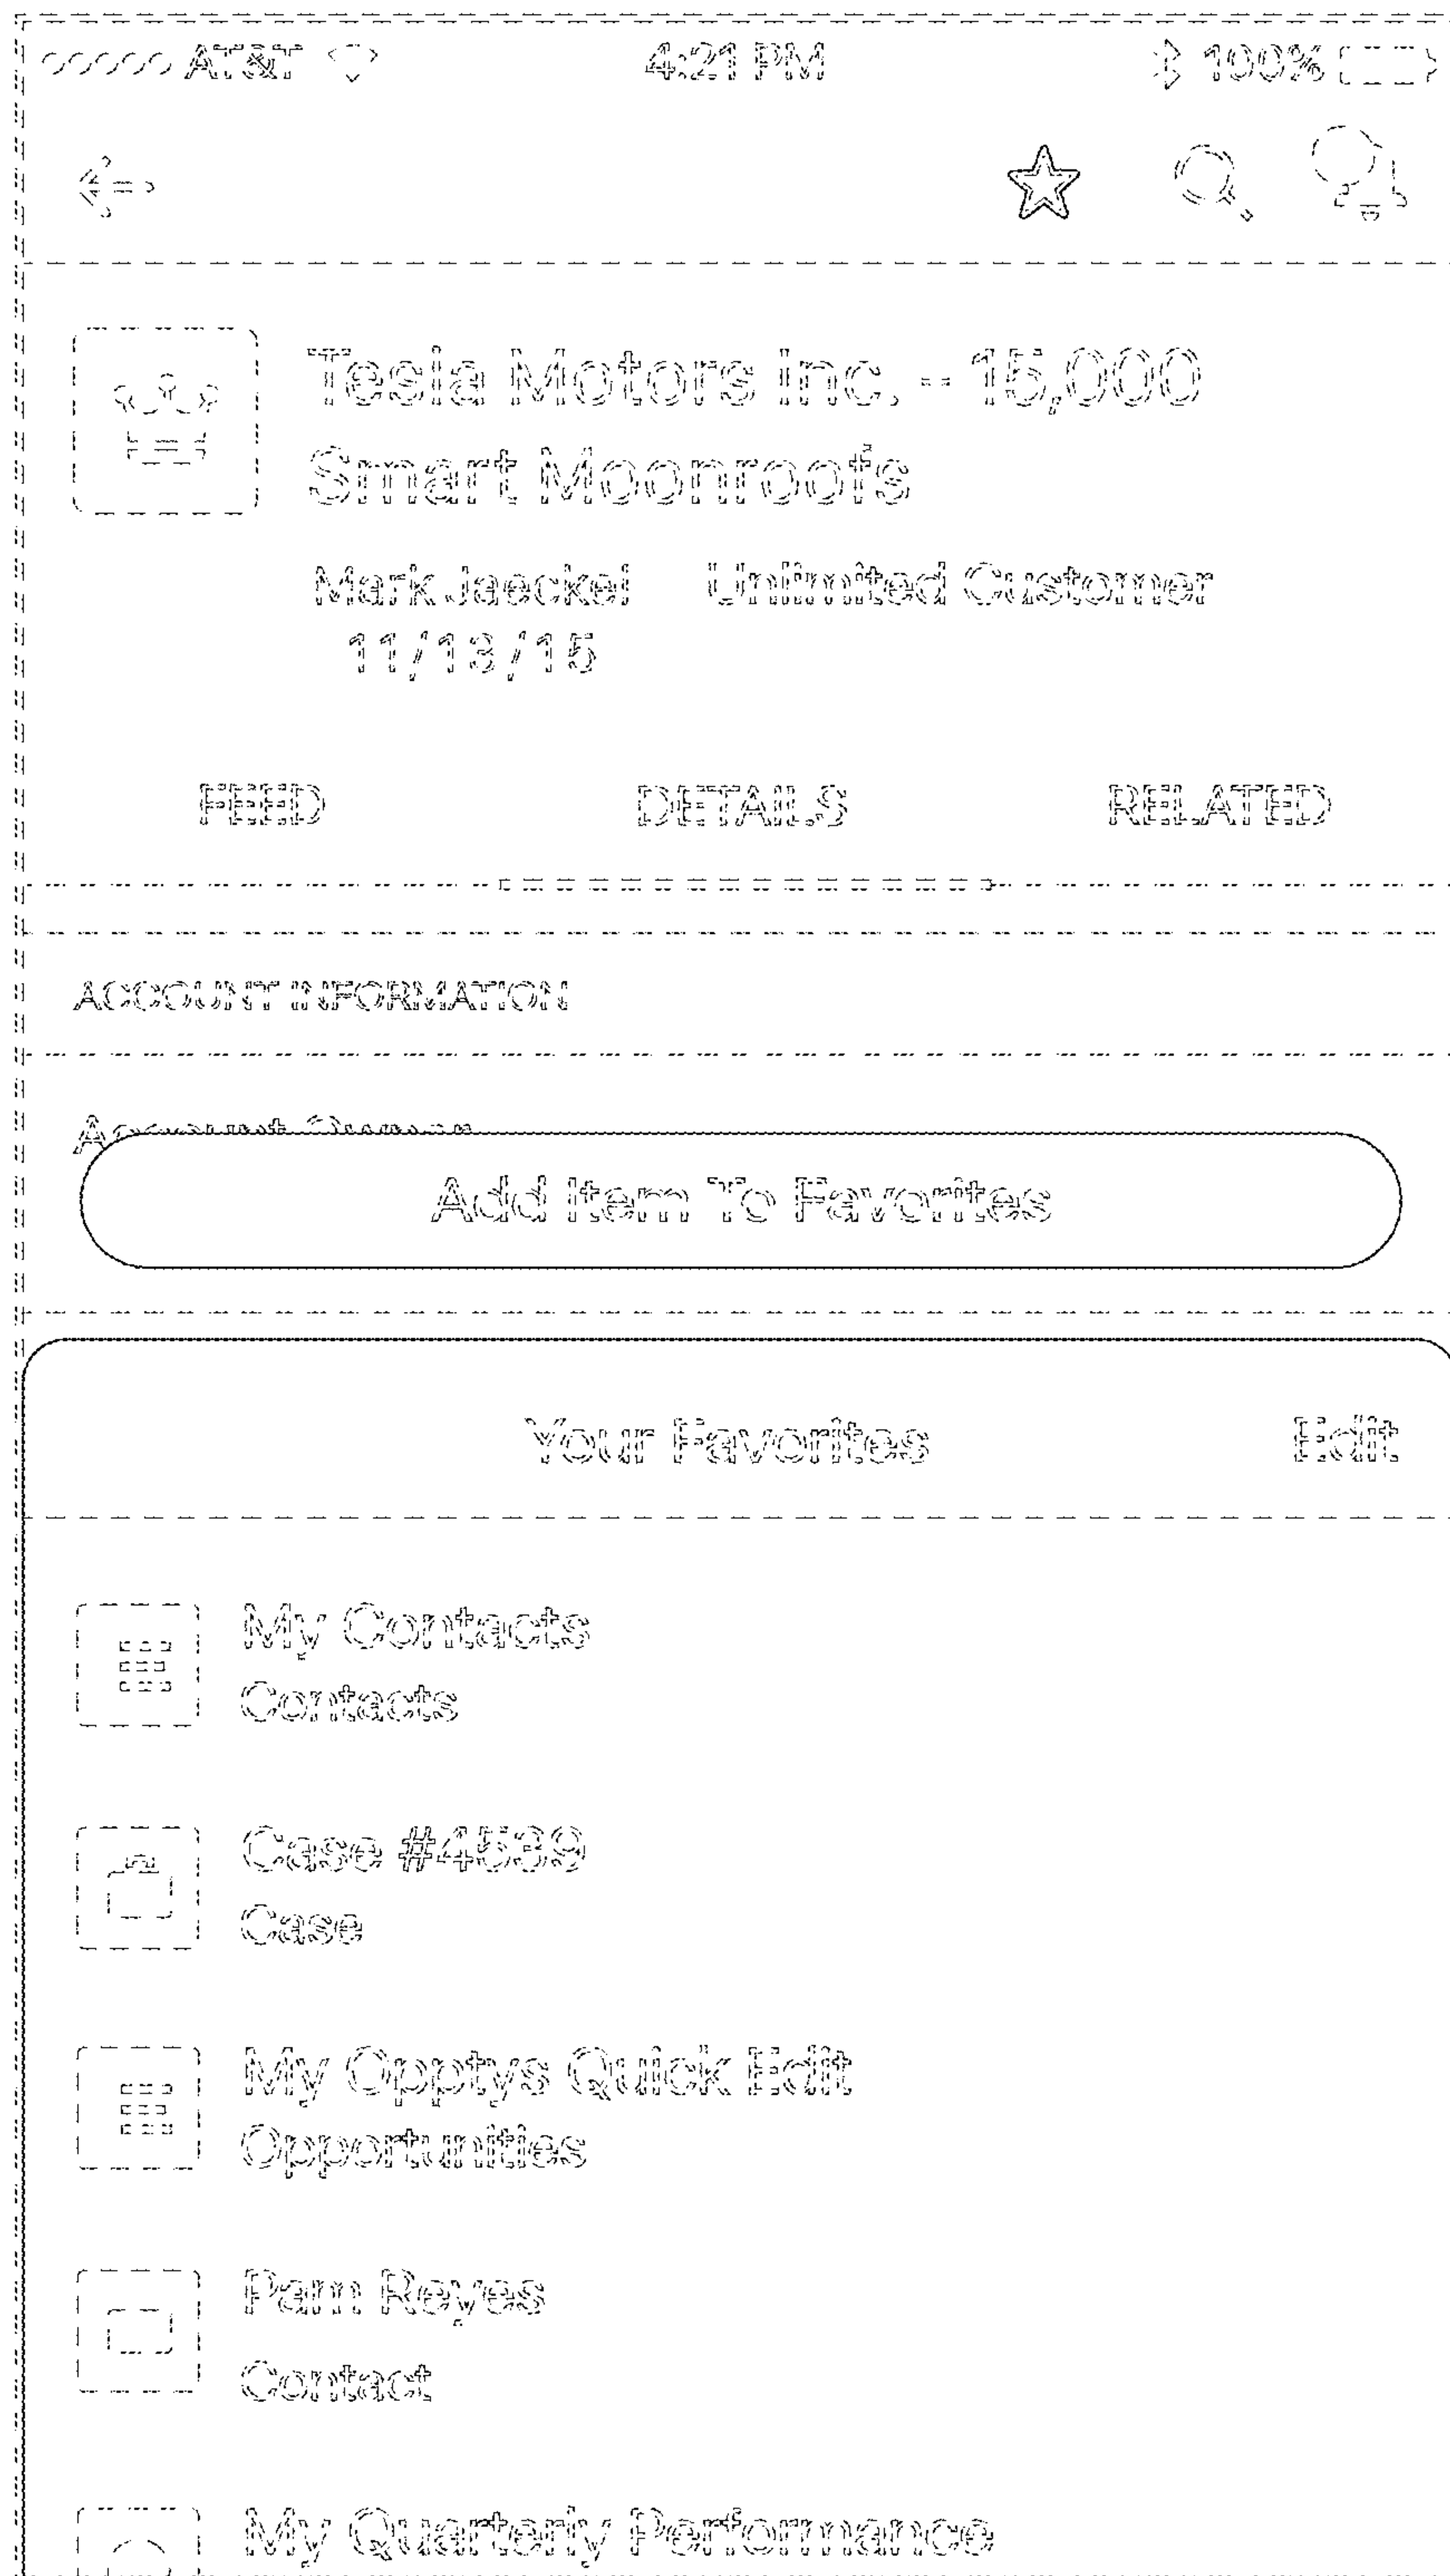 AT&T 4:21 PM 100%
Tesla Motors Inc. - 15,000
Smart Moonroofs
Mark Jaeckel Unlimited Customer
11/13/15
FEED DETAILS RELATED
ACCOUNT INFORMATION
Account Owner
Add Item To Favorites
Your Favorites Edit
My Contacts
Contacts
Case #4539
Case
My Opptys Quick Edit
Opportunities
Pam Reyes
Contact
My Quarterly Performance